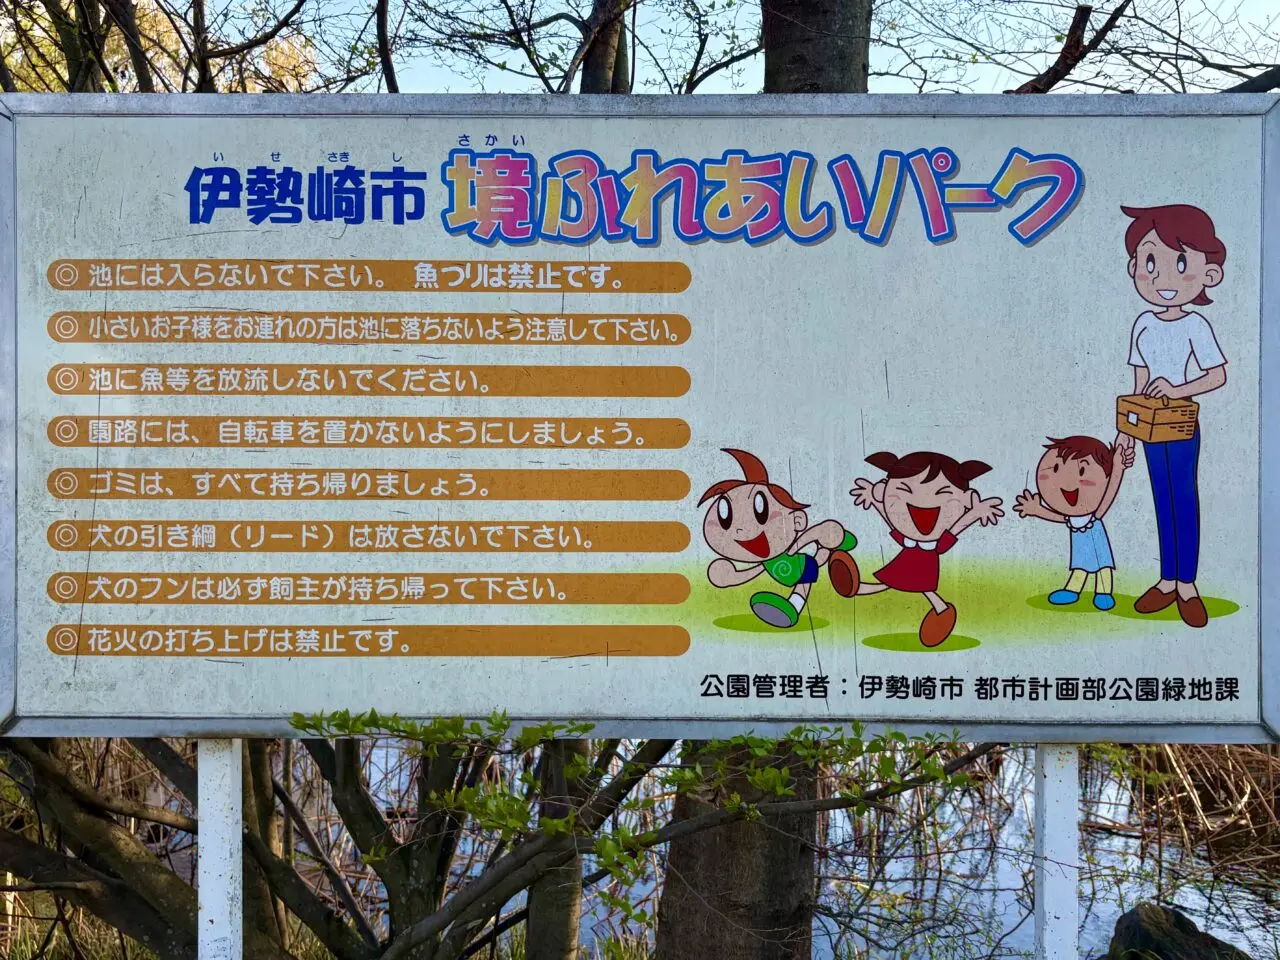 いせさきし さかい
伊勢崎市 境ふれあいパーク
◎ 池には入らないで下さい。 魚つりは禁止です。
◎ 小さいお子様をお連れの方は池に落ちないよう注意して下さい。
◎ 池に魚等を放流しないでください。
◎ 園路には、自転車を置かないようにしましょう。
◎ ゴミは、すべて持ち帰りましょう。
◎ 犬の引き綱（リード）は放さないで下さい。
◎ 犬のフンは必ず飼主が持ち帰って下さい。
◎ 花火の打ち上げは禁止です。
公園管理者：伊勢崎市 都市計画部公園緑地課